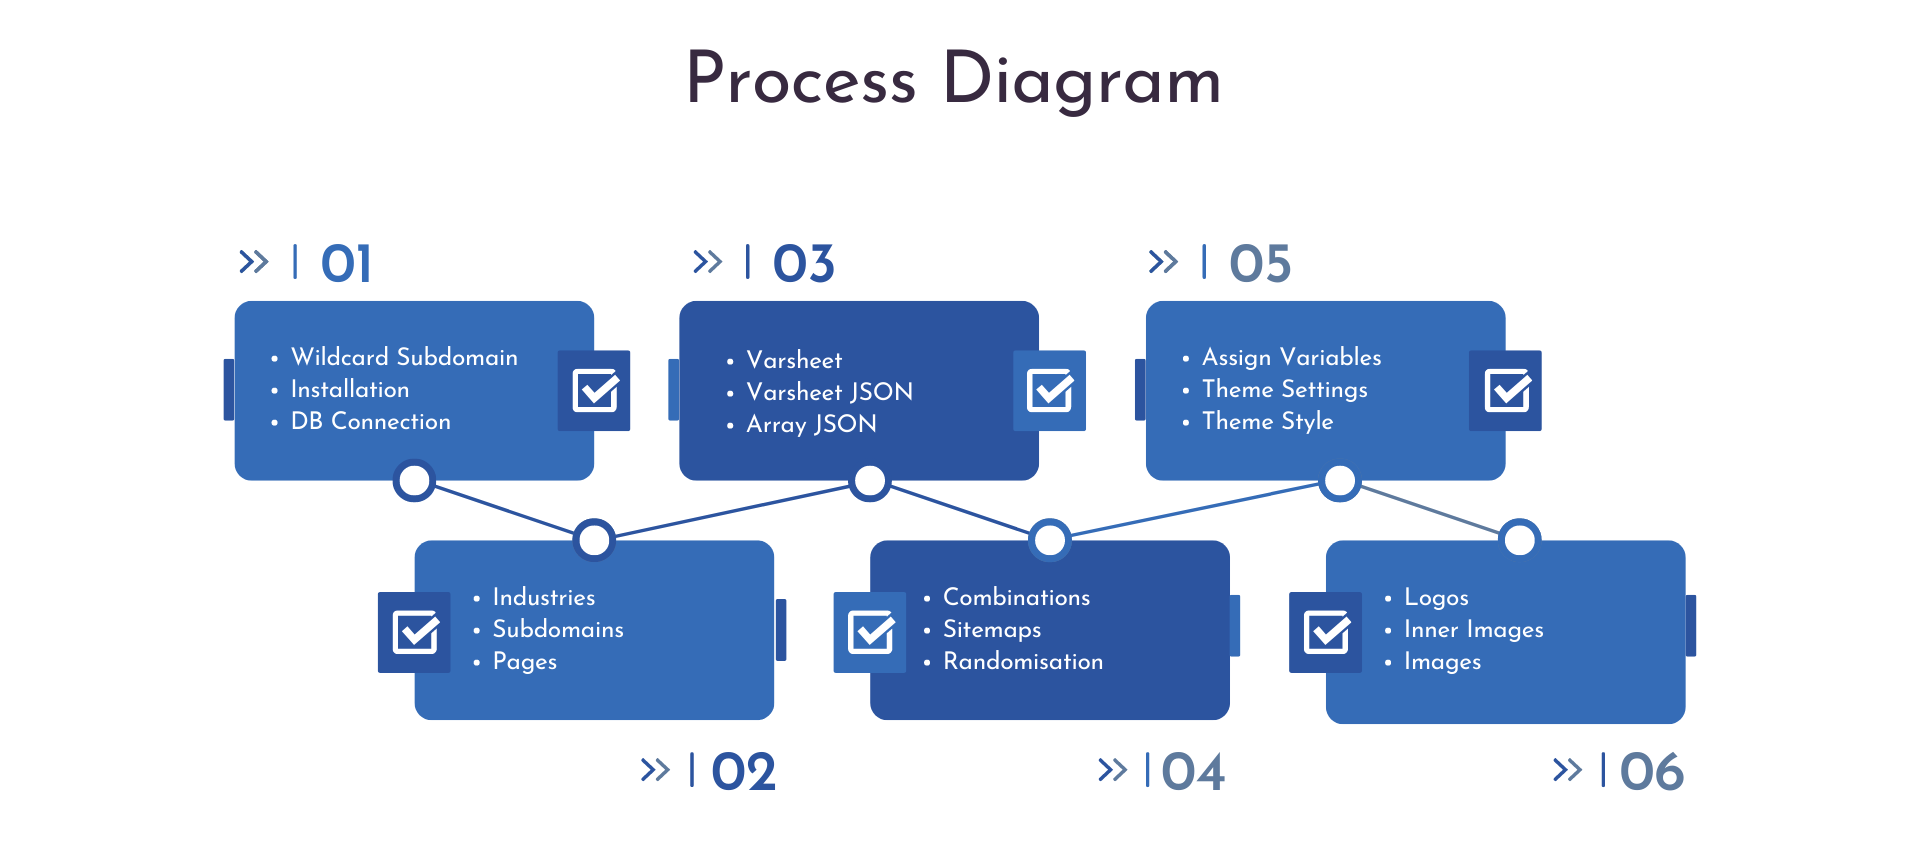 Process Diagram
01
• Wildcard Subdomain
• Installation
• DB Connection
02
• Industries
• Subdomains
• Pages
03
• Varsheet
• Varsheet JSON
• Array JSON
04
• Combinations
• Sitemaps
• Randomisation
05
• Assign Variables
• Theme Settings
• Theme Style
06
• Logos
• Inner Images
• Images